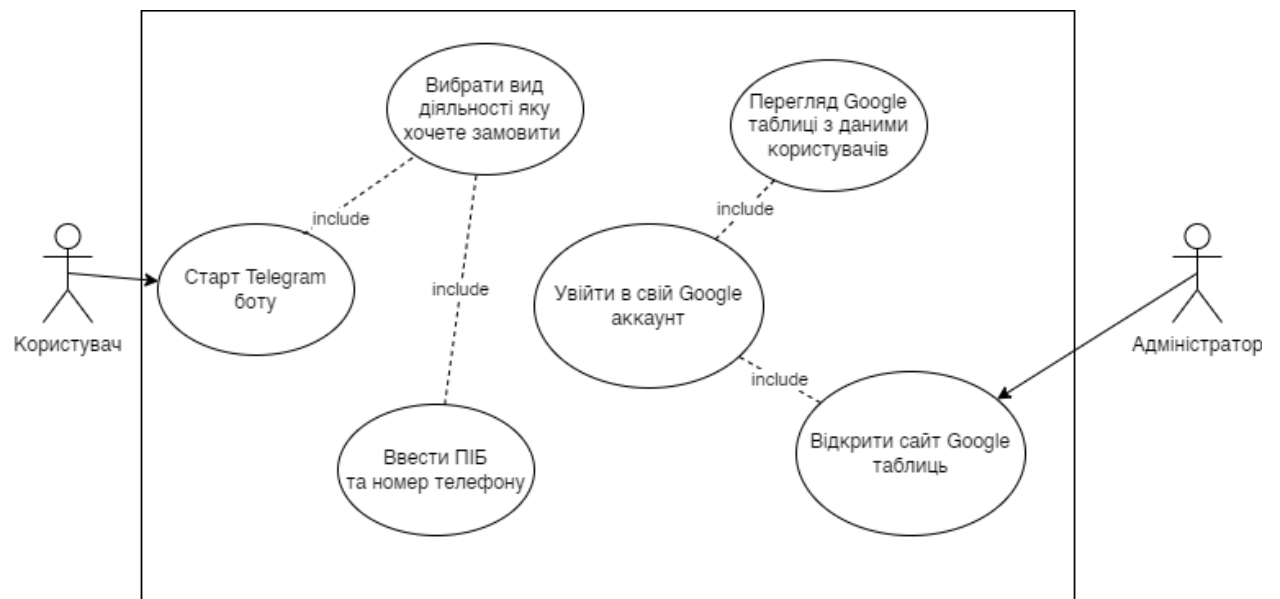 Вибрати вид
діяльності яку
хочете замовити
Перегляд Google
таблиці з даними
користувачів
include
include
Старт Telegram
боту
include
Увійти в свій Google
аккаунт
Користувач
Адміністратор
include
Ввести ПІБ
та номер телефону
Відкрити сайт Google
таблиць